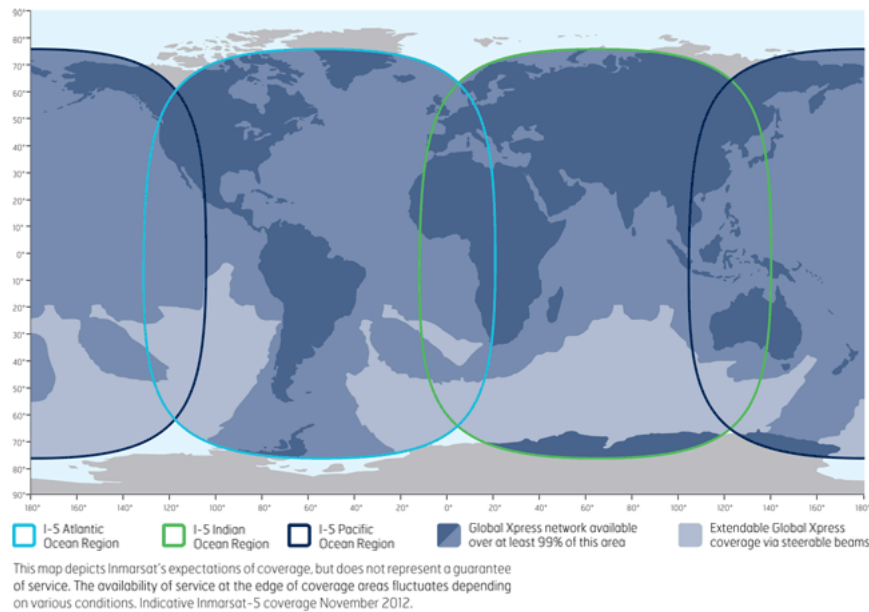 90°
80°
70°
60°
50°
40°
30°
20°
10°
0°
10°
20°
30°
40°
50°
60°
70°
80°
90°
180° 160° 140° 120° 100° 80° 60° 40° 20° 0° 20° 40° 60° 80° 100° 120° 140° 160° 180°
I-5 Atlantic
Ocean Region
I-5 Indian
Ocean Region
I-5 Pacific
Ocean Region
Global Xpress network available
over at least 99% of this area
Extendable Global Xpress
coverage via steerable beams
This map depicts Inmarsat's expectations of coverage, but does not represent a guarantee
of service. The availability of service at the edge of coverage areas fluctuates depending
on various conditions. Indicative Inmarsat-5 coverage November 2012.